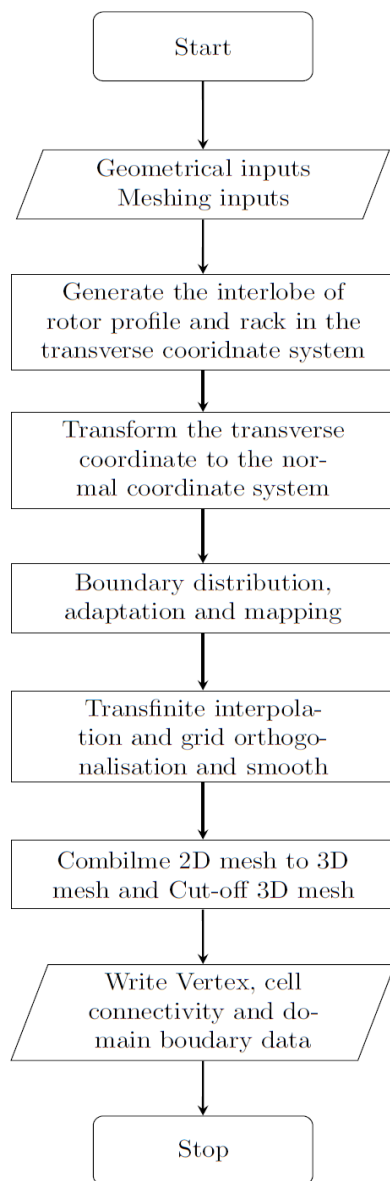 Start
Geometrical inputs
Meshing inputs
Generate the interlobe of
rotor profile and rack in the
transverse cooridnate system
Transform the transverse
coordinate to the nor-
mal coordinate system
Boundary distribution,
adaptation and mapping
Transfinite interpola-
tion and grid orthogo-
nalisation and smooth
Combilme 2D mesh to 3D
mesh and Cut-off 3D mesh
Write Vertex, cell
connectivity and do-
main boudary data
Stop